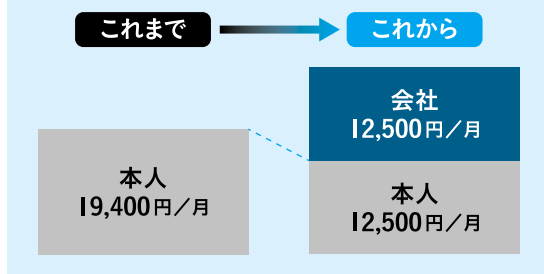 これまで
これから
会社
12,500円／月
本人
19,400円／月
本人
12,500円／月